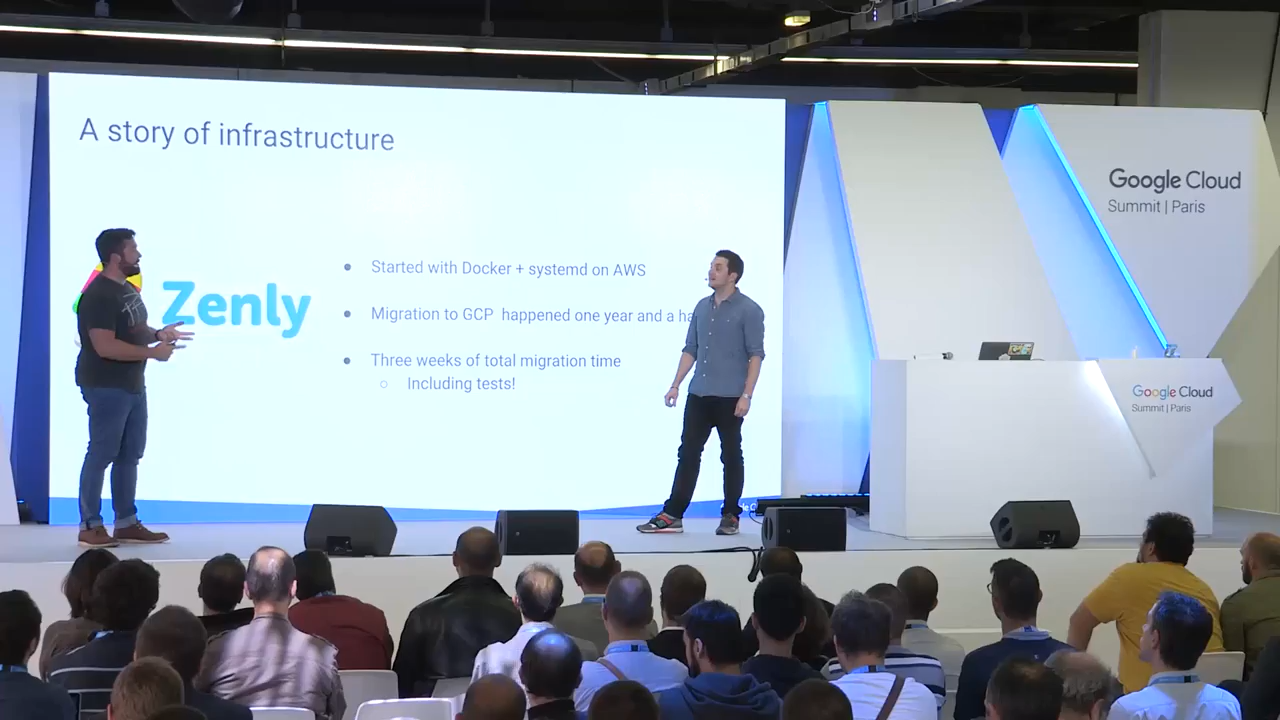 A story of infrastructure
Zenly
Started with Docker + systemd on AWS
Migration to GCP happened one year and a
Three weeks of total migration time
Including tests!
Google Cloud
Summit | Paris
Google Cloud
Summit | Paris